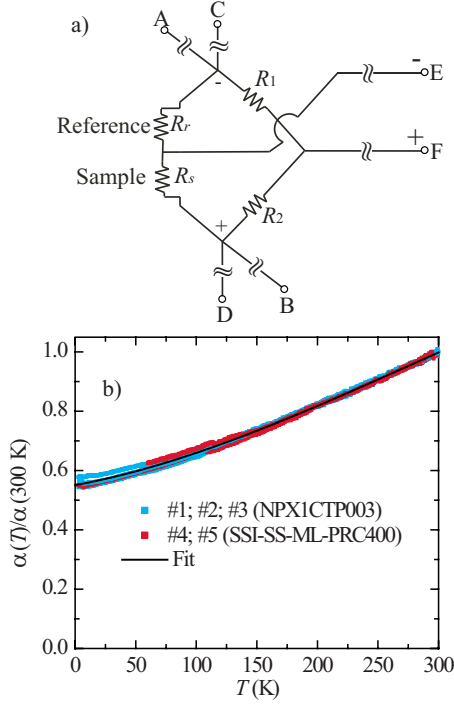 a)
C
A
-
R1
- E
Reference Rr
+ F
Sample Rs
R2
+
D
B
b)
α(T)/α(300 K)
1.0
0.8
0.6
0.4
0.2
0.0
#1; #2; #3 (NPX1CTP003)
#4; #5 (SSI-SS-ML-PRC400)
Fit
0 50 100 150 200 250 300
T (K)